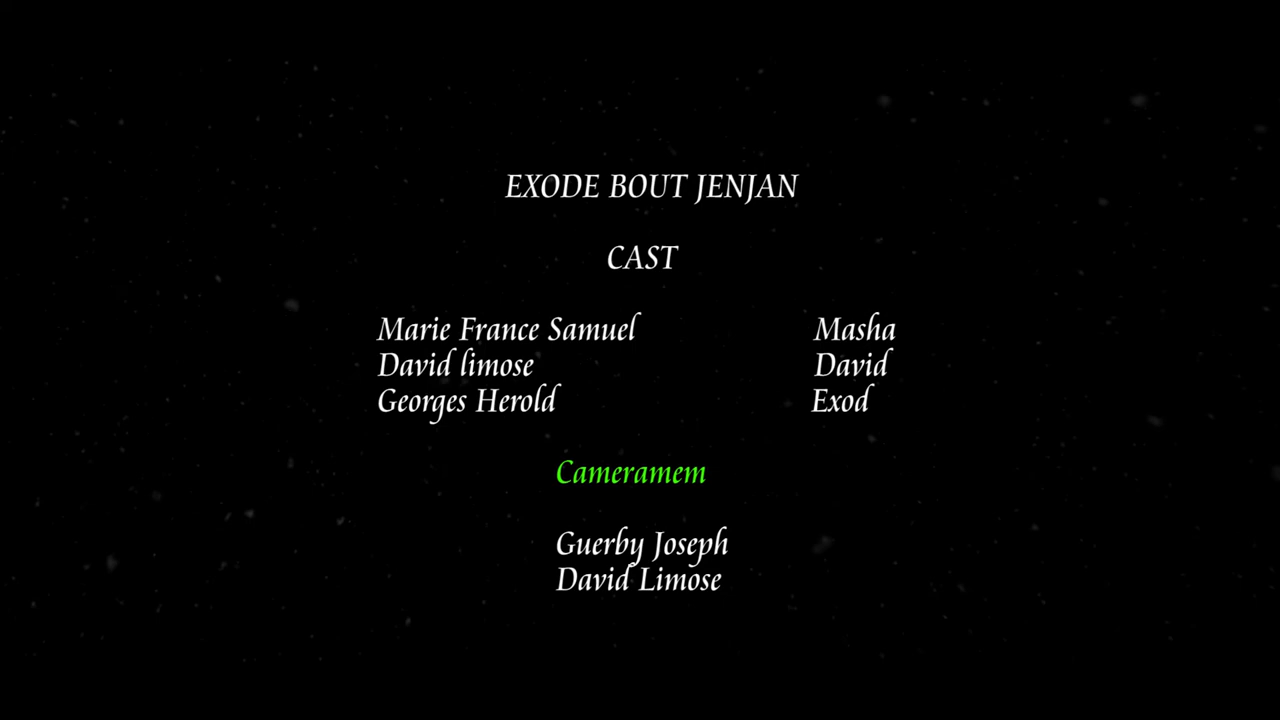 EXODE BOUT JENJAN
CAST
Marie France Samuel Masha
David limose David
Georges Herold Exod
Cameramem
Guerby Joseph
David Limose